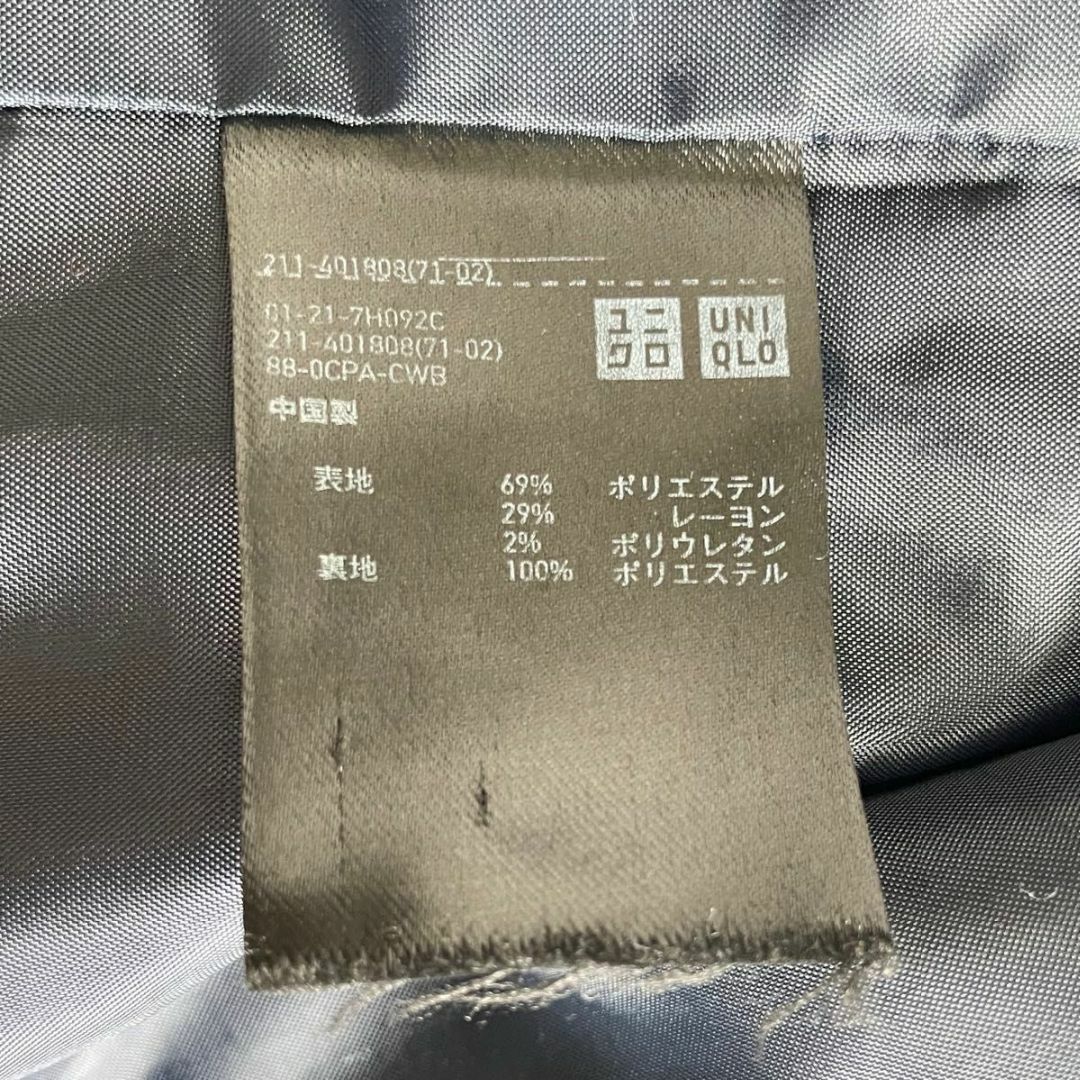 211-401808(71-02)
01-21-7H092C
211-401808(71-02)
88-0CPA-CWB
中国製
ユニクロ
UNIQLO
表地 69% ポリエステル
29% レーヨン
2% ポリウレタン
裏地 100% ポリエステル